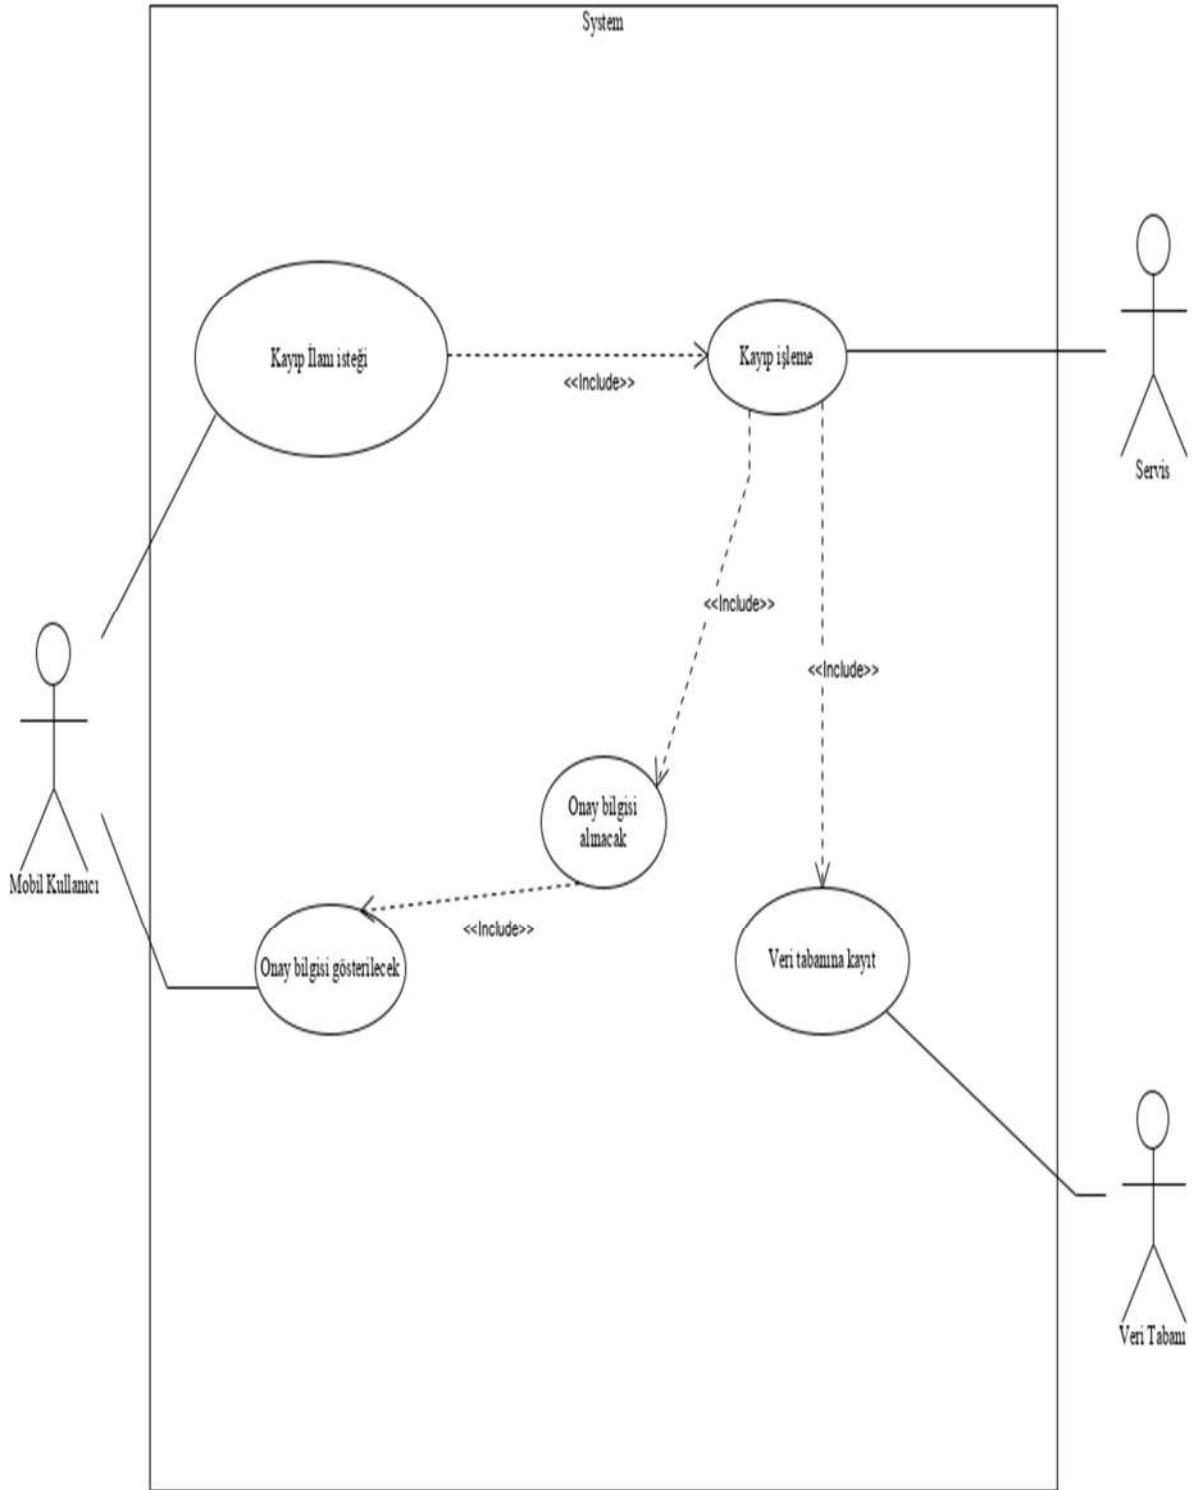 System
Kayıp İlanı isteği
<<Include>>
Kayıp işleme
Servis
<<Include>>
<<Include>>
Mobil Kullanıcı
Onay bilgisi
alınacak
<<Include>>
Onay bilgisi gösterilecek
Veri tabanına kayıt
Veri Tabanı